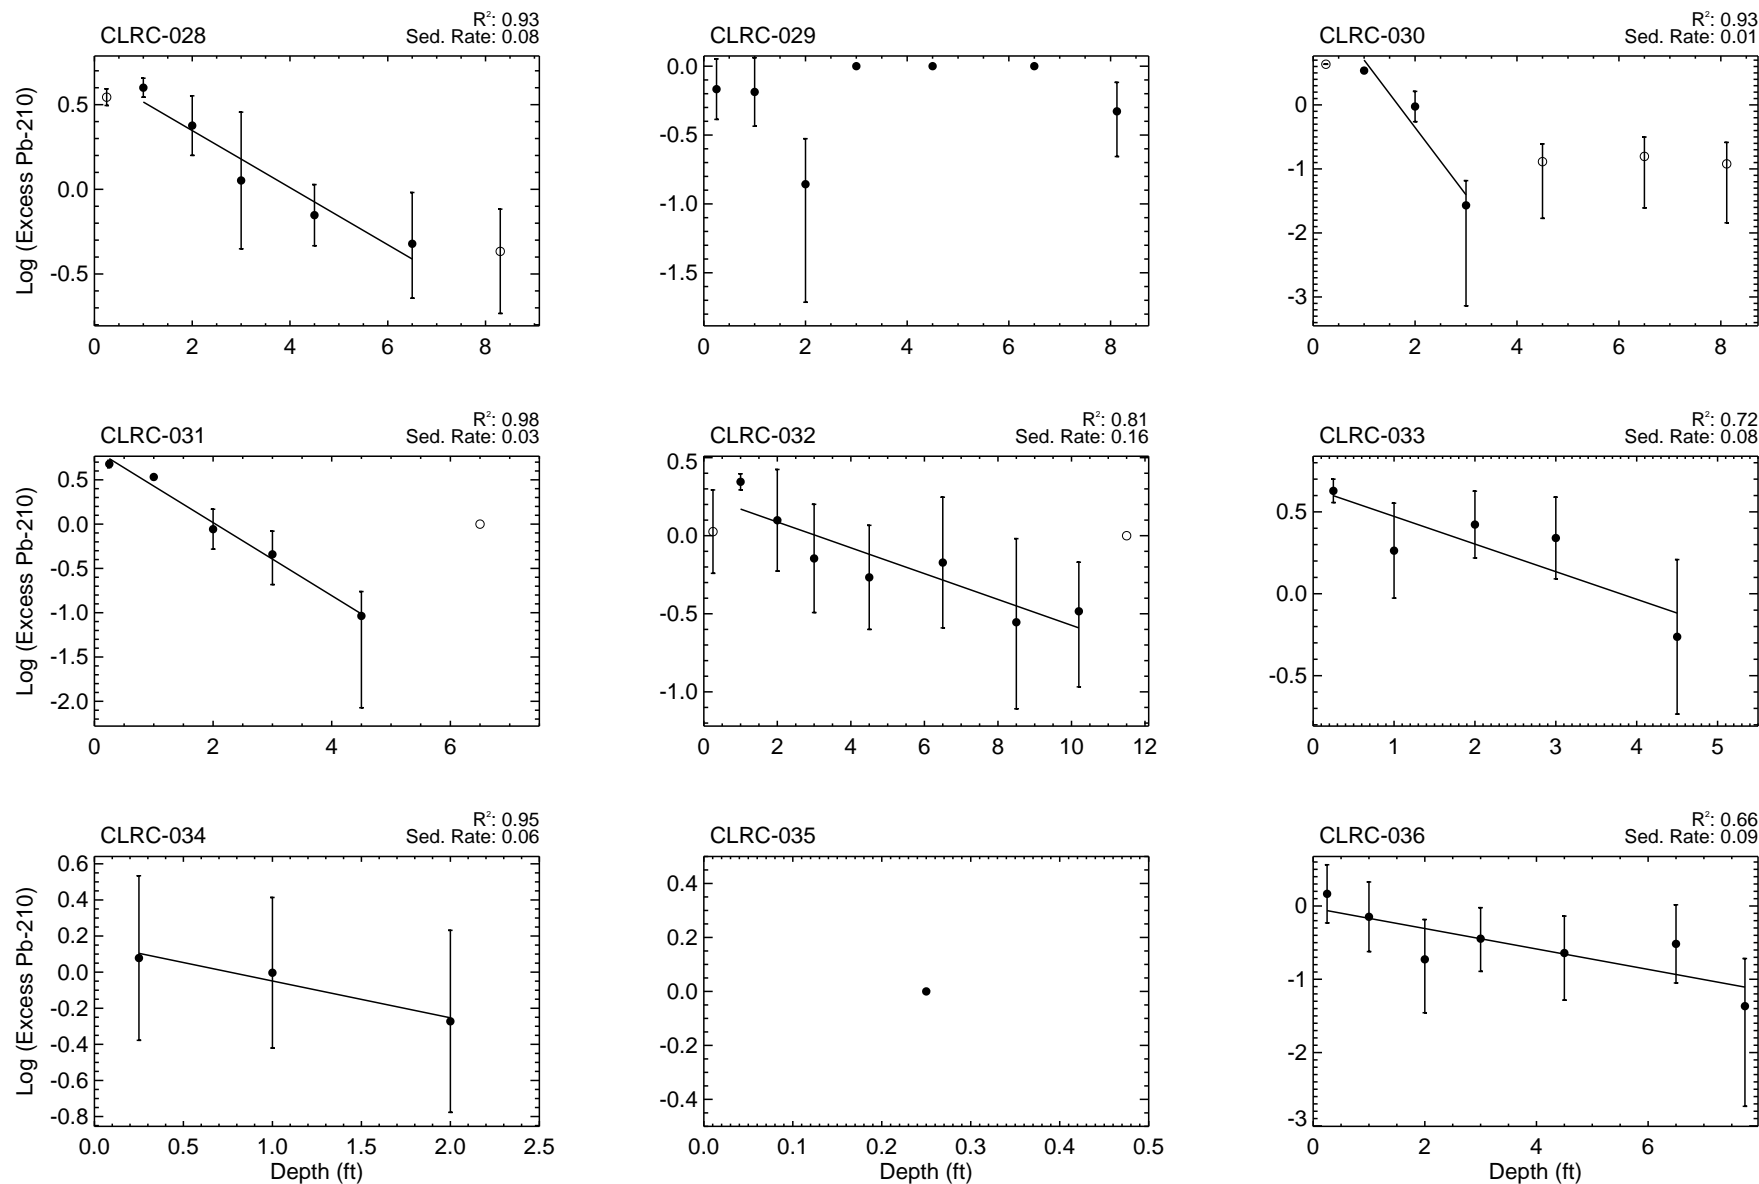 R²: 0.93
CLRC-028 Sed. Rate: 0.08
Log (Excess Pb-210)
0.5
0.0
-0.5
0 2 4 6 8
CLRC-029
0.0
-0.5
-1.0
-1.5
0 2 4 6 8
R²: 0.93
CLRC-030 Sed. Rate: 0.01
0
-1
-2
-3
0 2 4 6 8
R²: 0.98
CLRC-031 Sed. Rate: 0.03
Log (Excess Pb-210)
0.5
0.0
-0.5
-1.0
-1.5
-2.0
0 2 4 6
R²: 0.81
CLRC-032 Sed. Rate: 0.16
0.5
0.0
-0.5
-1.0
0 2 4 6 8 10 12
R²: 0.72
CLRC-033 Sed. Rate: 0.08
0.5
0.0
-0.5
0 1 2 3 4 5
R²: 0.95
CLRC-034 Sed. Rate: 0.06
Log (Excess Pb-210)
0.6
0.4
0.2
0.0
-0.2
-0.4
-0.6
-0.8
0.0 0.5 1.0 1.5 2.0 2.5
Depth (ft)
CLRC-035
0.4
0.2
0.0
-0.2
-0.4
0.0 0.1 0.2 0.3 0.4 0.5
Depth (ft)
R²: 0.66
CLRC-036 Sed. Rate: 0.09
0
-1
-2
-3
0 2 4 6
Depth (ft)